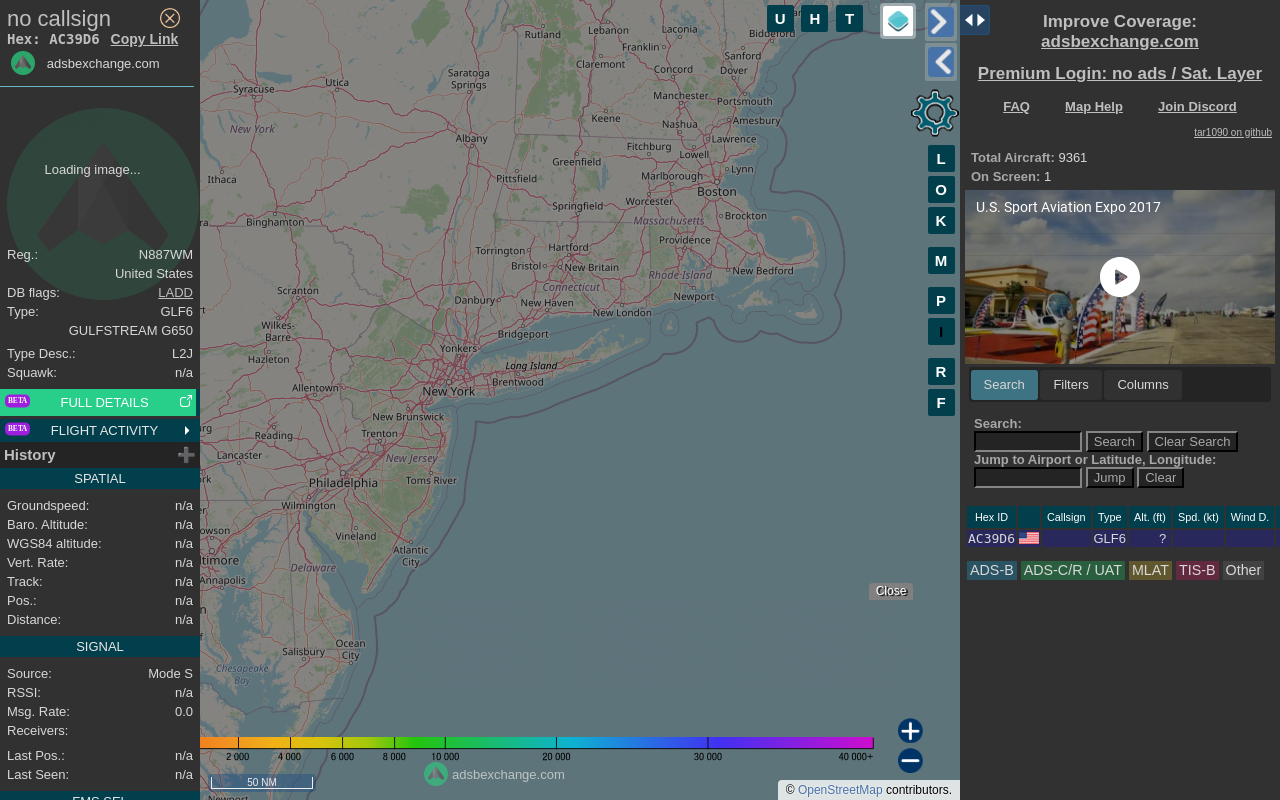 no callsign
Hex: AC39D6 Copy Link
adsbexchange.com
Loading image...
Reg.: N887WM
United States
DB flags: LADD
Type: GLF6
GULFSTREAM G650
Type Desc.: L2J
Squawk: n/a
BETA FULL DETAILS
BETA FLIGHT ACTIVITY
History
SPATIAL
Groundspeed: n/a
Baro. Altitude: n/a
WGS84 altitude: n/a
Vert. Rate: n/a
Track: n/a
Pos.: n/a
Distance: n/a
SIGNAL
Source: Mode S
RSSI: n/a
Msg. Rate: 0.0
Receivers:
Last Pos.: n/a
Last Seen: n/a
FMS SEL
U H T
L
O
K
M
P
I
R
F
Rutland
Lebanon
Laconia
Biddeford
Franklin
Sanford
Claremont
Concord
Dover
Utica
Saratoga Springs
Syracuse
Manchester
Portsmouth
Keene
Nashua
Amesbury
New York
Albany
Lawrence
Fitchburg
Greenfield
Lowell
Lynn
Ithaca
Pittsfield
Marlborough
Boston
Springfield
Worcester
Binghamton
Massachusetts
Brockton
Torrington
Hartford
Providence
Bristol
New Britain
Rhode Island
New Bedford
Scranton
Connecticut
Danbury
New Haven
Newport
New London
Wilkes-Barre
Bridgeport
Hazleton
Yonkers
Long Island
Brentwood
Allentown
New York
New Brunswick
Reading
Trenton
Lancaster
New Jersey
Toms River
Philadelphia
Wilmington
Vineland
Atlantic City
Delaware
Annapolis
Ocean City
Salisbury
Chesapeake Bay
Newport
Close
2 000 4 000 6 000 8 000 10 000 20 000 30 000 40 000+
adsbexchange.com
50 NM
© OpenStreetMap contributors.
Improve Coverage:
adsbexchange.com
Premium Login: no ads / Sat. Layer
FAQ Map Help Join Discord
tar1090 on github
Total Aircraft: 9361
On Screen: 1
U.S. Sport Aviation Expo 2017
Search Filters Columns
Search:
Search Clear Search
Jump to Airport or Latitude, Longitude:
Jump Clear
Hex ID Callsign Type Alt. (ft) Spd. (kt) Wind D.
AC39D6 GLF6 ?
ADS-B ADS-C/R / UAT MLAT TIS-B Other